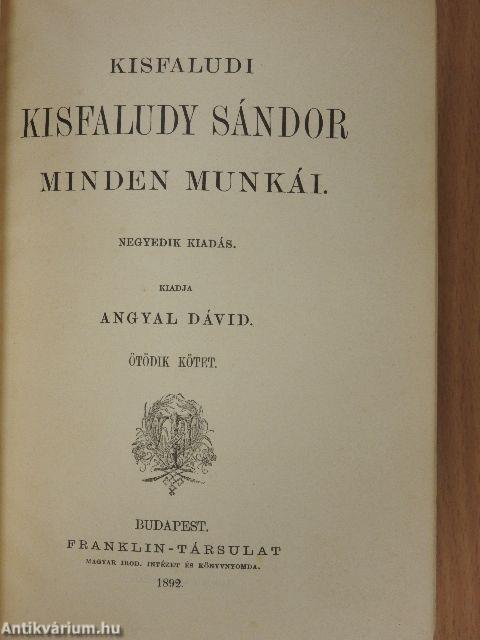 KISFALUDI
KISFALUDY SÁNDOR
MINDEN MUNKÁI.
NEGYEDIK KIADÁS.
KIADJA
ANGYAL DÁVID.
ÖTÖDIK KÖTET.
BUDAPEST.
FRANKLIN-TÁRSULAT
MAGYAR IROD. INTÉZET ÉS KÖNYVNYOMDA.
1892.
Antikvárium.hu